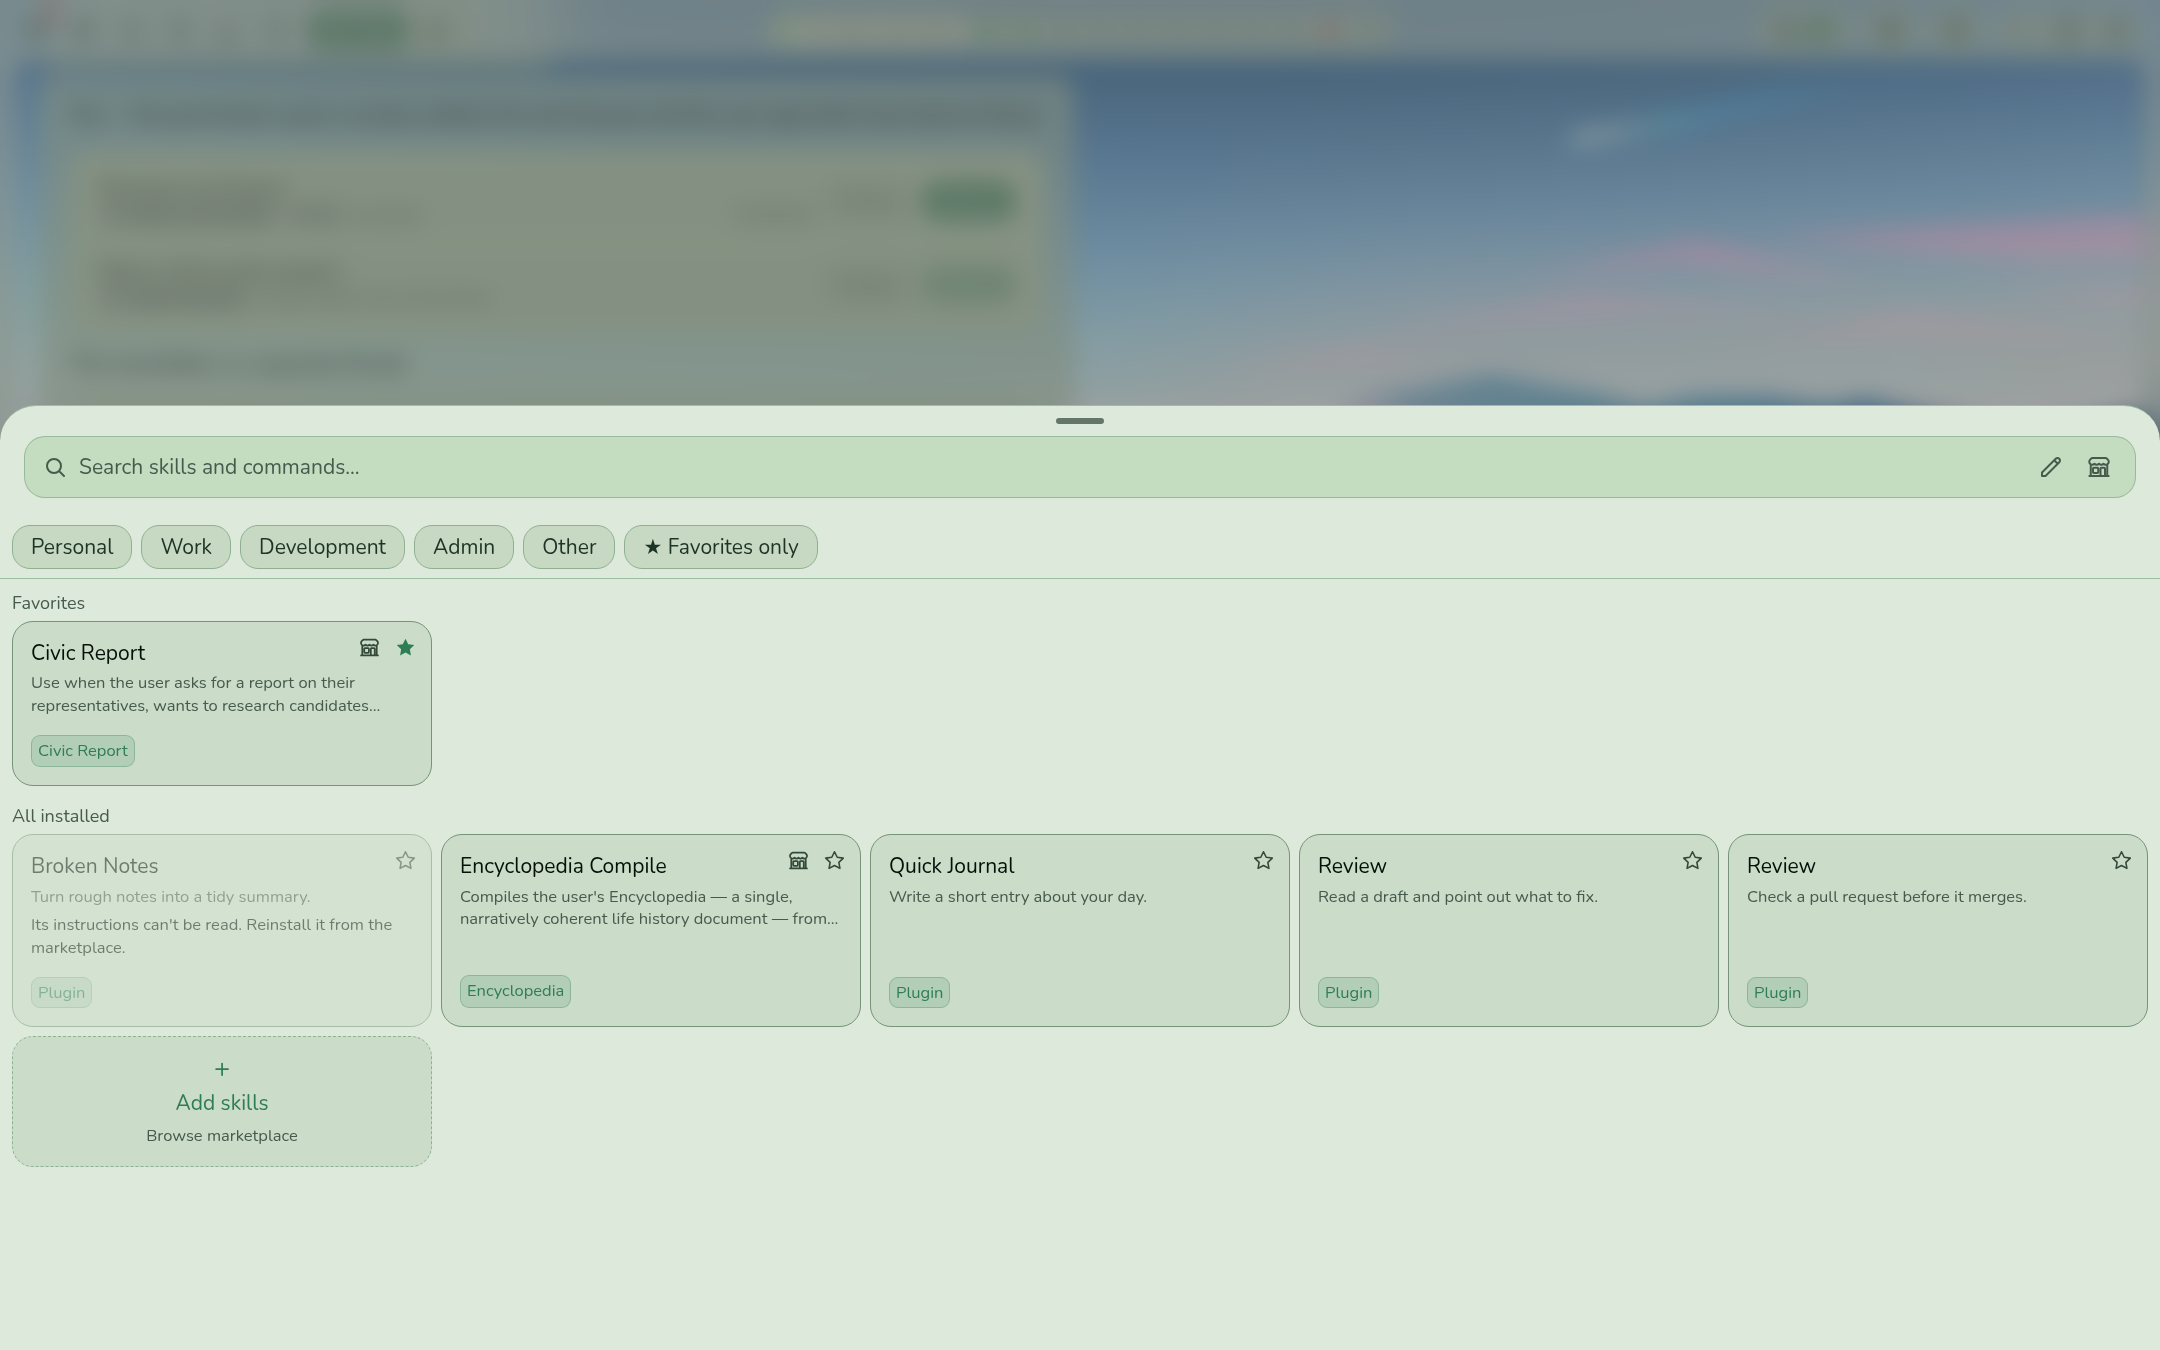 Search skills and commands...
Personal
Work
Development
Admin
Other
★ Favorites only
Favorites
Civic Report
Use when the user asks for a report on their
representatives, wants to research candidates...
Civic Report
All installed
Broken Notes
Turn rough notes into a tidy summary.
Its instructions can't be read. Reinstall it from the
marketplace.
Plugin
Encyclopedia Compile
Compiles the user's Encyclopedia — a single,
narratively coherent life history document — from...
Encyclopedia
Quick Journal
Write a short entry about your day.
Plugin
Review
Read a draft and point out what to fix.
Plugin
Review
Check a pull request before it merges.
Plugin
+
Add skills
Browse marketplace